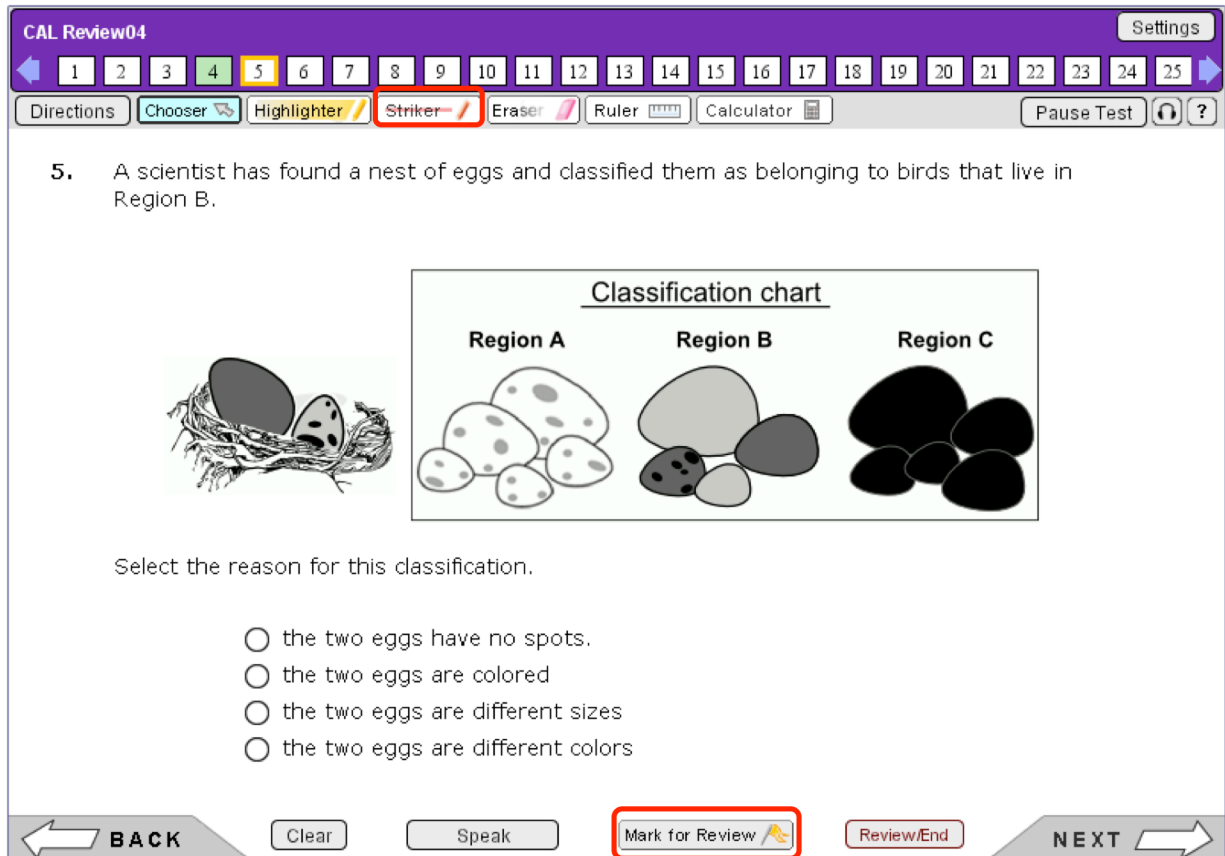 CAL Review04
Settings
1 2 3 4 5 6 7 8 9 10 11 12 13 14 15 16 17 18 19 20 21 22 23 24 25
Directions Chooser Highlighter Striker Eraser Ruler Calculator Pause Test ?
5. A scientist has found a nest of eggs and classified them as belonging to birds that live in
Region B.
Classification chart
Region A Region B Region C
Select the reason for this classification.
the two eggs have no spots.
the two eggs are colored
the two eggs are different sizes
the two eggs are different colors
BACK Clear Speak Mark for Review Review/End NEXT